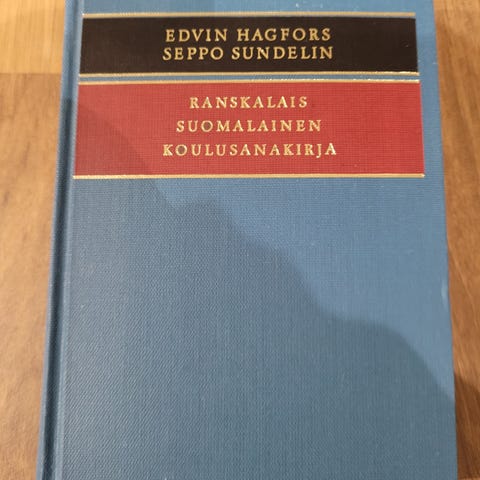 EDVIN HAGFORS
SEPPO SUNDELIN
RANSKALAIS
SUOMALAINEN
KOULUSANAKIRJA